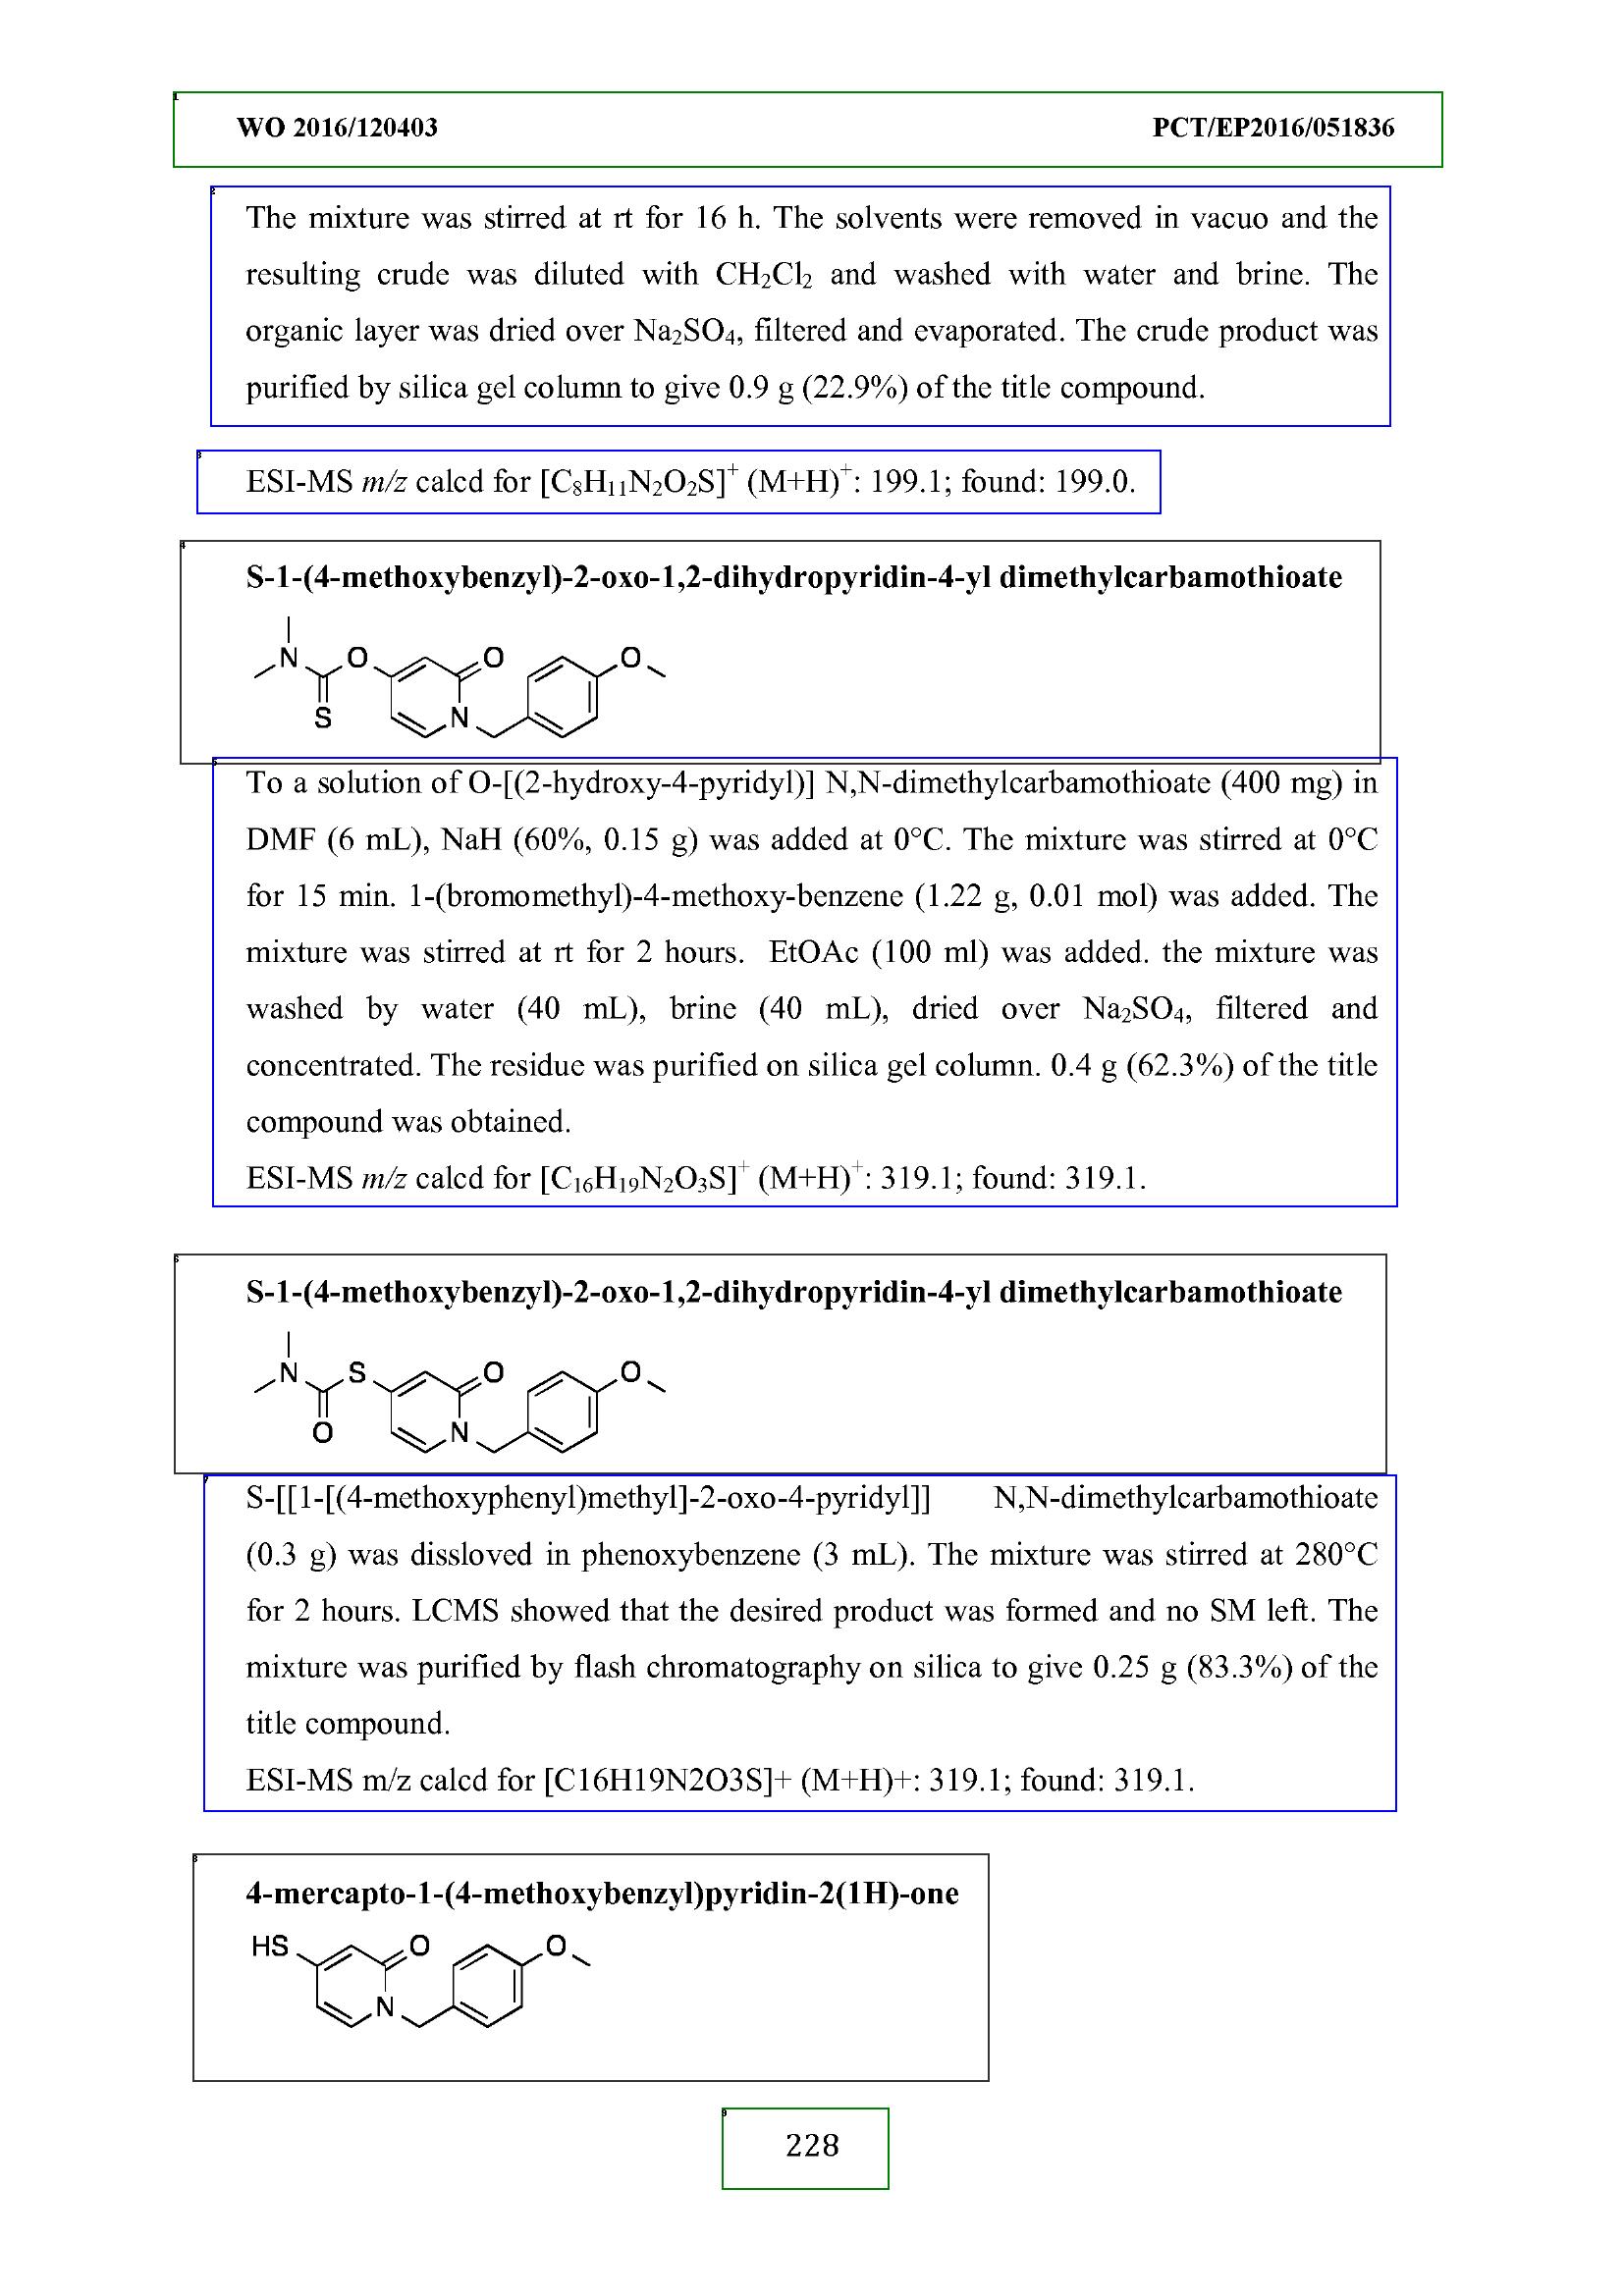 WO 2016/120403 PCT/EP2016/051836
The mixture was stirred at rt for 16 h. The solvents were removed in vacuo and the
resulting crude was diluted with CH₂Cl₂ and washed with water and brine. The
organic layer was dried over Na₂SO₄, filtered and evaporated. The crude product was
purified by silica gel column to give 0.9 g (22.9%) of the title compound.
ESI-MS m/z calcd for [C₈H₁₁N₂O₂S]⁺ (M+H)⁺: 199.1; found: 199.0.
S-1-(4-methoxybenzyl)-2-oxo-1,2-dihydropyridin-4-yl dimethylcarbamothioate
N O O O
S N
To a solution of O-[(2-hydroxy-4-pyridyl)] N,N-dimethylcarbamothioate (400 mg) in
DMF (6 mL), NaH (60%, 0.15 g) was added at 0°C. The mixture was stirred at 0°C
for 15 min. 1-(bromomethyl)-4-methoxy-benzene (1.22 g, 0.01 mol) was added. The
mixture was stirred at rt for 2 hours. EtOAc (100 ml) was added. the mixture was
washed by water (40 mL), brine (40 mL), dried over Na₂SO₄, filtered and
concentrated. The residue was purified on silica gel column. 0.4 g (62.3%) of the title
compound was obtained.
ESI-MS m/z calcd for [C₁₆H₁₉N₂O₃S]⁺ (M+H)⁺: 319.1; found: 319.1.
S-1-(4-methoxybenzyl)-2-oxo-1,2-dihydropyridin-4-yl dimethylcarbamothioate
N S O O
O N
S-[[1-[(4-methoxyphenyl)methyl]-2-oxo-4-pyridyl]] N,N-dimethylcarbamothioate
(0.3 g) was dissloved in phenoxybenzene (3 mL). The mixture was stirred at 280°C
for 2 hours. LCMS showed that the desired product was formed and no SM left. The
mixture was purified by flash chromatography on silica to give 0.25 g (83.3%) of the
title compound.
ESI-MS m/z calcd for [C16H19N2O3S]+ (M+H)+: 319.1; found: 319.1.
4-mercapto-1-(4-methoxybenzyl)pyridin-2(1H)-one
HS O O
N
228